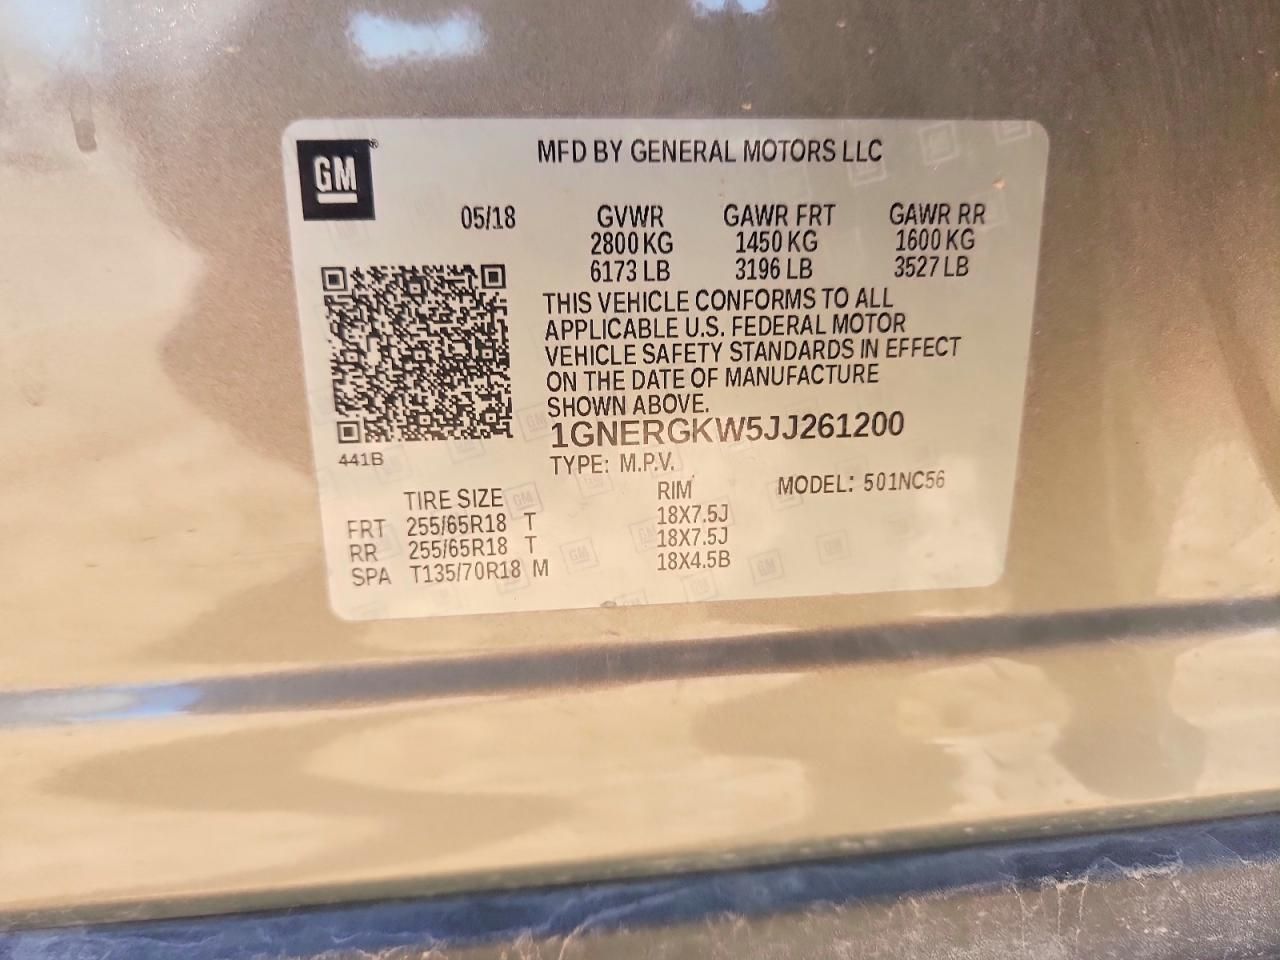 GM
MFD BY GENERAL MOTORS LLC
05/18 GVWR GAWR FRT GAWR RR
2800 KG 1450 KG 1600 KG
6173 LB 3196 LB 3527 LB
THIS VEHICLE CONFORMS TO ALL
APPLICABLE U.S. FEDERAL MOTOR
VEHICLE SAFETY STANDARDS IN EFFECT
ON THE DATE OF MANUFACTURE
SHOWN ABOVE.
1GNERGKW5JJ261200
441B
TYPE: M.P.V. MODEL: 501NC56
TIRE SIZE RIM
FRT 255/65R18 T 18X7.5J
RR 255/65R18 T 18X7.5J
SPA T135/70R18 M 18X4.5B